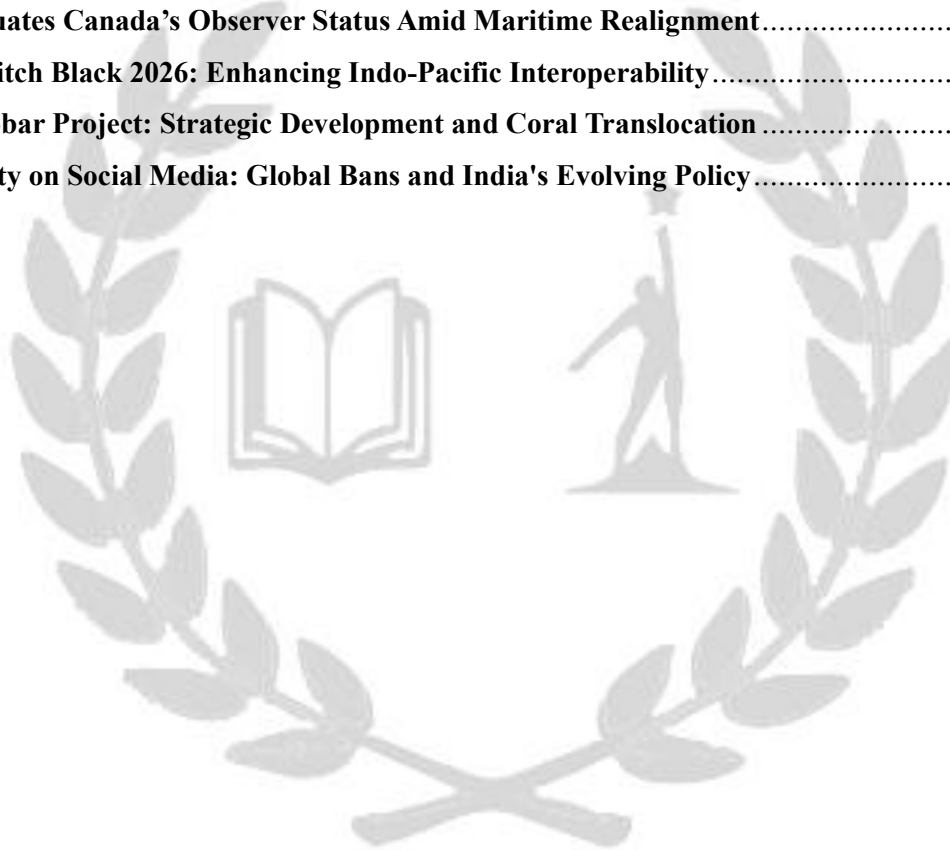 uates Canada’s Observer Status Amid Maritime Realignment........................
itch Black 2026: Enhancing Indo-Pacific Interoperability..............................
bar Project: Strategic Development and Coral Translocation........................
ty on Social Media: Global Bans and India's Evolving Policy.........................